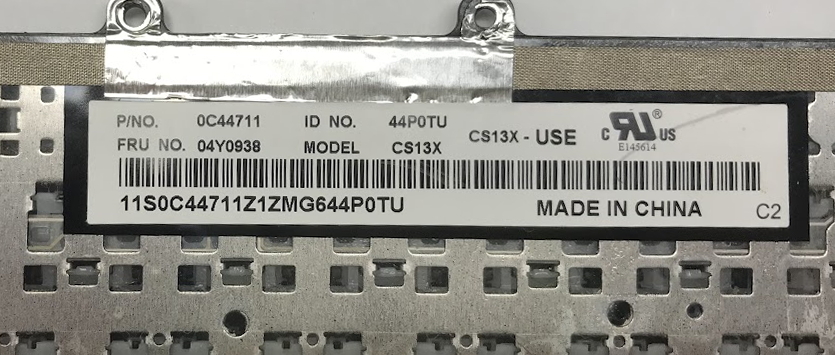 P/NO. 0C44711 ID NO. 44P0TU
FRU NO. 04Y0938 MODEL CS13X CS13X - USE
c RU ® US
E145614
11S0C44711Z1ZMG644P0TU MADE IN CHINA C2